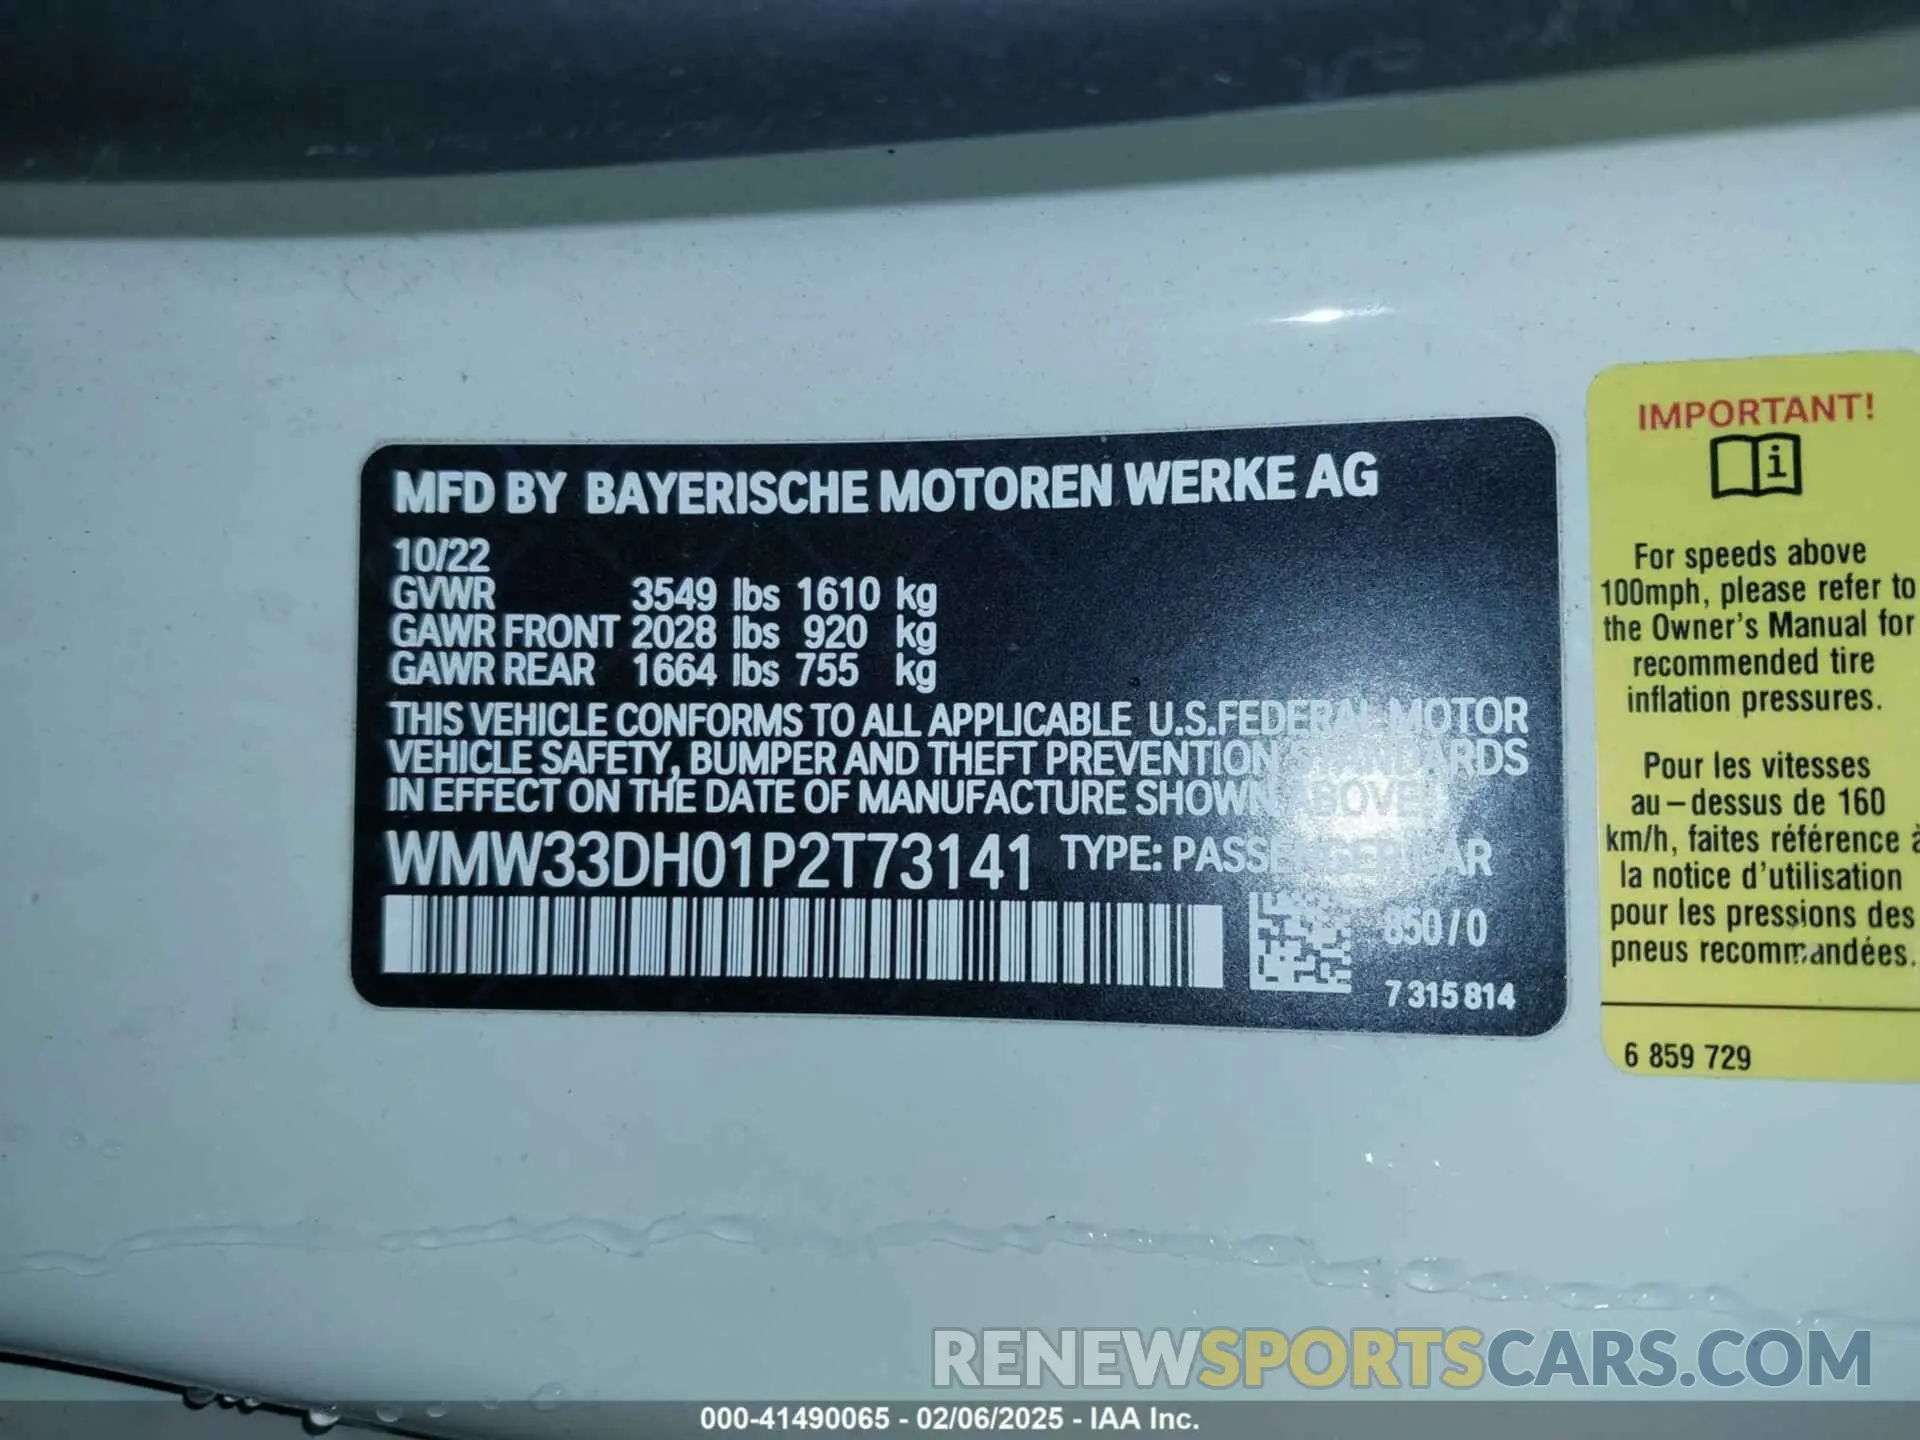 MFD BY BAYERISCHE MOTOREN WERKE AG
10/22
GVWR 3549 lbs 1610 kg
GAWR FRONT 2028 lbs 920 kg
GAWR REAR 1664 lbs 755 kg
THIS VEHICLE CONFORMS TO ALL APPLICABLE U.S.FEDERAL MOTOR
VEHICLE SAFETY, BUMPER AND THEFT PREVENTION STANDARDS
IN EFFECT ON THE DATE OF MANUFACTURE SHOWN ABOVE.
WMW33DH01P2T73141 TYPE: PASSENGER CAR
850/0
7 315 814
IMPORTANT!
i
For speeds above
100mph, please refer to
the Owner's Manual for
recommended tire
inflation pressures.
Pour les vitesses
au-dessus de 160
km/h, faites référence à
la notice d'utilisation
pour les pressions des
pneus recommandées.
6 859 729
RENEWSPORTSCARS.COM
000-41490065 - 02/06/2025 - IAA Inc.